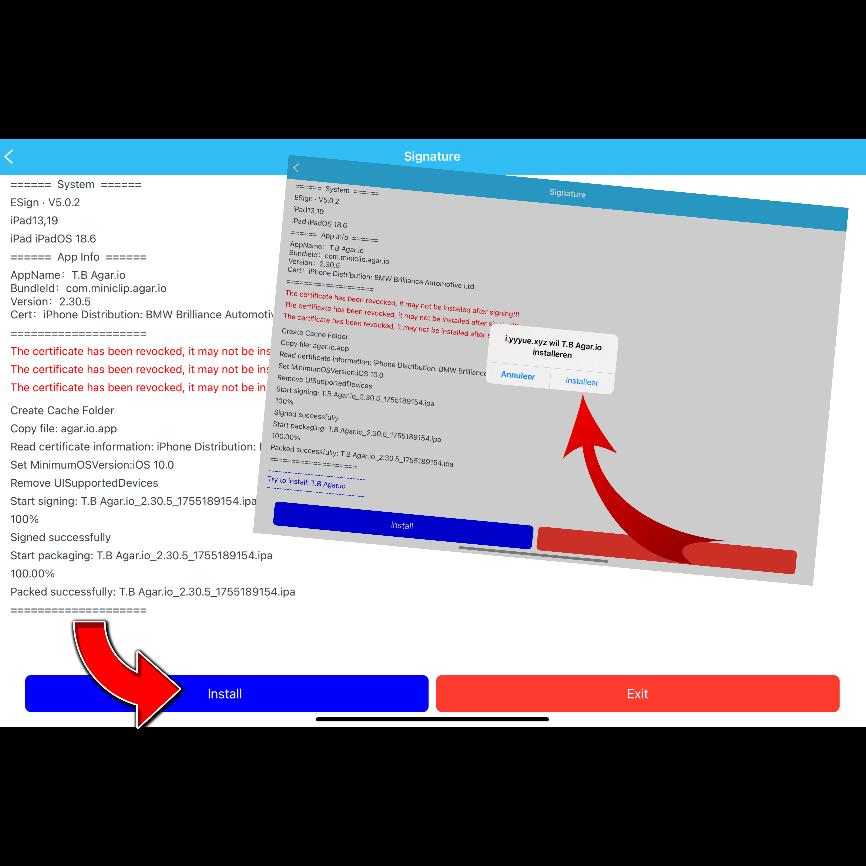 Signature
====== System ======
ESign · V5.0.2
iPad13,19
iPad iPadOS 18.6
====== App Info ======
AppName: T.B Agar.io
BundleId: com.miniclip.agar.io
Version: 2.30.5
Cert: iPhone Distribution: BMW Brilliance Automotiv
====================
The certificate has been revoked, it may not be ins
The certificate has been revoked, it may not be ins
The certificate has been revoked, it may not be in
Create Cache Folder
Copy file: agar.io.app
Read certificate information: iPhone Distribution:
Set MinimumOSVersion:iOS 10.0
Remove UISupportedDevices
Start signing: T.B Agar.io_2.30.5_1755189154.ipa
100%
Signed successfully
Start packaging: T.B Agar.io_2.30.5_1755189154.ipa
100.00%
Packed successfully: T.B Agar.io_2.30.5_1755189154.ipa
====================
Install
Exit
Signature
====== System ======
ESign · V5.0.2
iPad13,19
iPad iPadOS 18.6
====== App Info ======
AppName: T.B Agar.io
BundleId: com.miniclip.agar.io
Version: 2.30.5
Cert: iPhone Distribution: BMW Brilliance Automotive Ltd.
====================
The certificate has been revoked, it may not be installed after signing!!!
The certificate has been revoked, it may not be installed after
The certificate has been revoked, it may not be installed after
Create Cache Folder
Copy file: agar.io.app
Read certificate information: iPhone Distribution: BMW Brilliance
Set MinimumOSVersion:iOS 10.0
Remove UISupportedDevices
Start signing: T.B Agar.io_2.30.5_1755189154.ipa
100%
Signed successfully
Start packaging: T.B Agar.io_2.30.5_1755189154.ipa
100.00%
Packed successfully: T.B Agar.io_2.30.5_1755189154.ipa
====================
Try to install: T.B Agar.io
Install
i.yyyue.xyz wil T.B Agar.io
installeren
Annuleer
Installeer